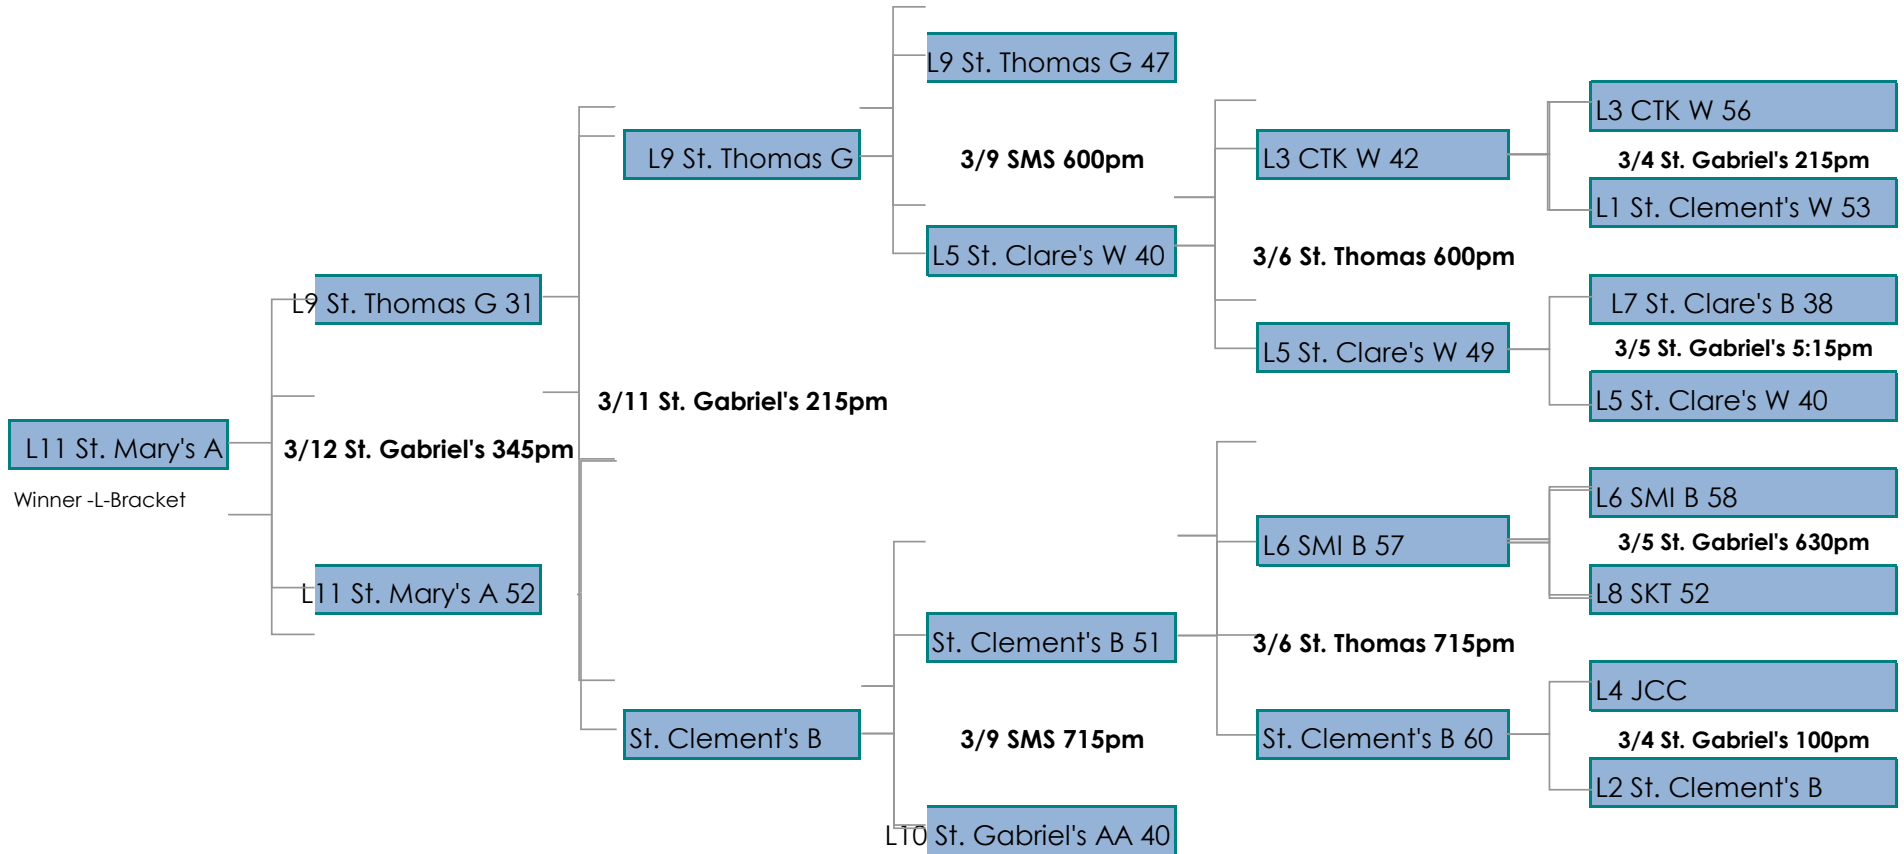 L9 St. Thomas G 47
L3 CTK W 56
L9 St. Thomas G
3/9 SMS 600pm
L3 CTK W 42
3/4 St. Gabriel's 215pm
L1 St. Clement's W 53
L5 St. Clare's W 40
3/6 St. Thomas 600pm
L9 St. Thomas G 31
L7 St. Clare's B 38
L5 St. Clare's W 49
3/5 St. Gabriel's 5:15pm
3/11 St. Gabriel's 215pm
L5 St. Clare's W 40
L11 St. Mary's A
3/12 St. Gabriel's 345pm
Winner -L-Bracket
L6 SMI B 58
L6 SMI B 57
3/5 St. Gabriel's 630pm
L11 St. Mary's A 52
L8 SKT 52
St. Clement's B 51
3/6 St. Thomas 715pm
L4 JCC
St. Clement's B
3/9 SMS 715pm
St. Clement's B 60
3/4 St. Gabriel's 100pm
L2 St. Clement's B
L10 St. Gabriel's AA 40